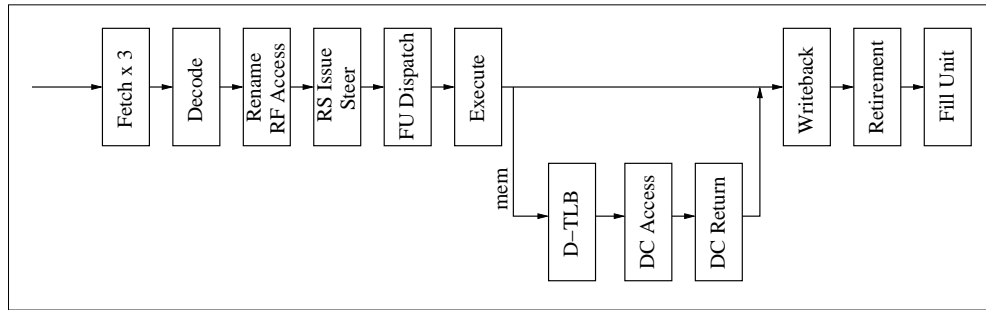 Fetch x 3
Decode
Rename
RF Access
RS Issue
Steer
FU Dispatch
Execute
mem
D−TLB
DC Access
DC Return
Writeback
Retirement
Fill Unit